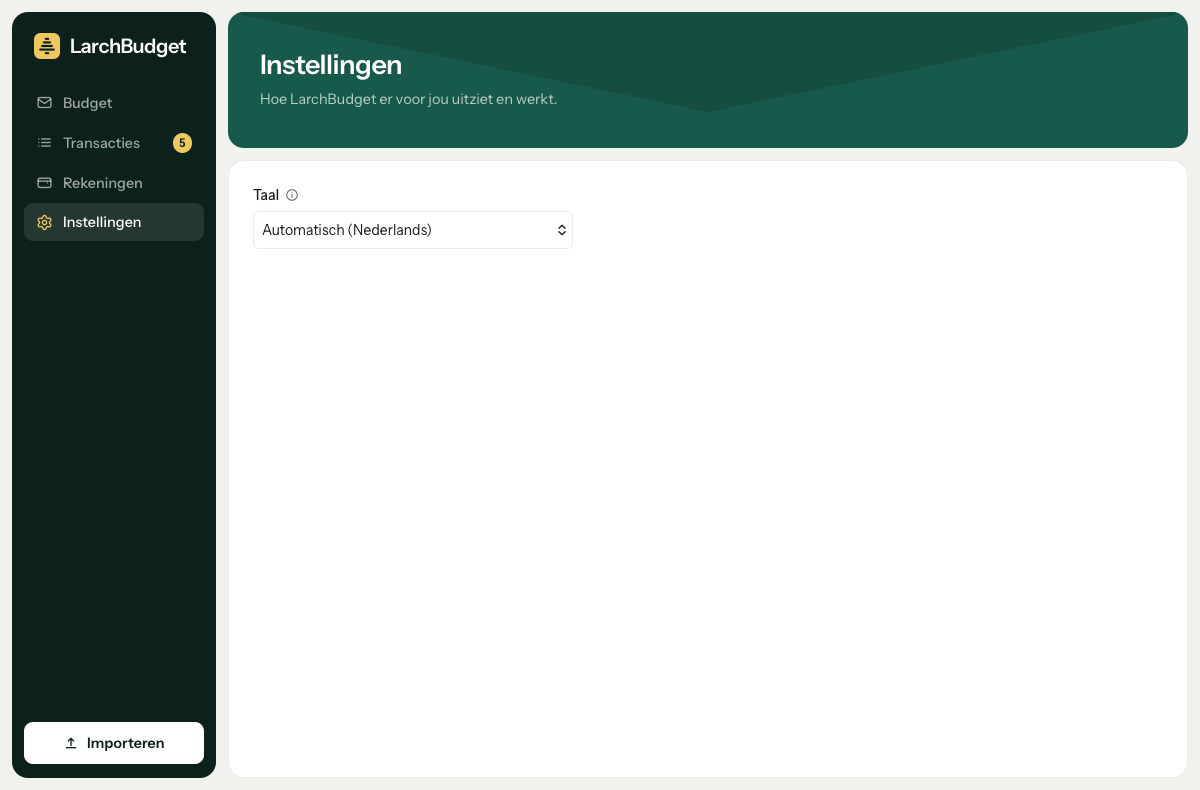 LarchBudget
Budget
Transacties 5
Rekeningen
Instellingen
Importeren
Instellingen
Hoe LarchBudget er voor jou uitziet en werkt.
Taal
Automatisch (Nederlands)